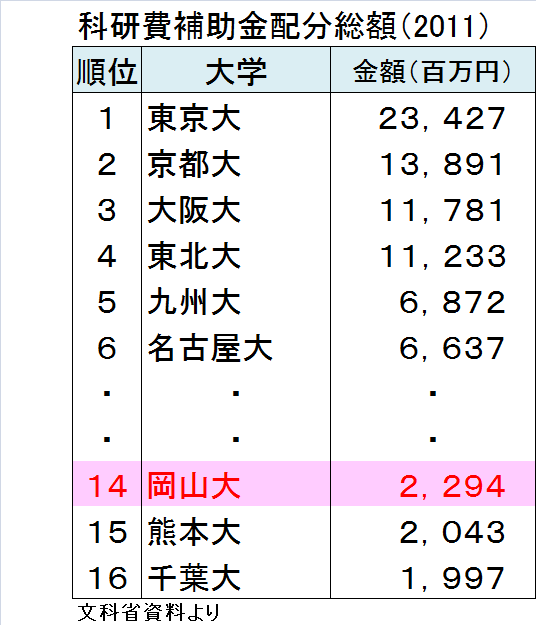 科研費補助金配分総額（2011）
順位 大学 金額（百万円）
1 東京大 23，427
2 京都大 13，891
3 大阪大 11，781
4 東北大 11，233
5 九州大 6，872
6 名古屋大 6，637
・ ・ ・
・ ・ ・
14 岡山大 2，294
15 熊本大 2，043
16 千葉大 1，997
文科省資料より